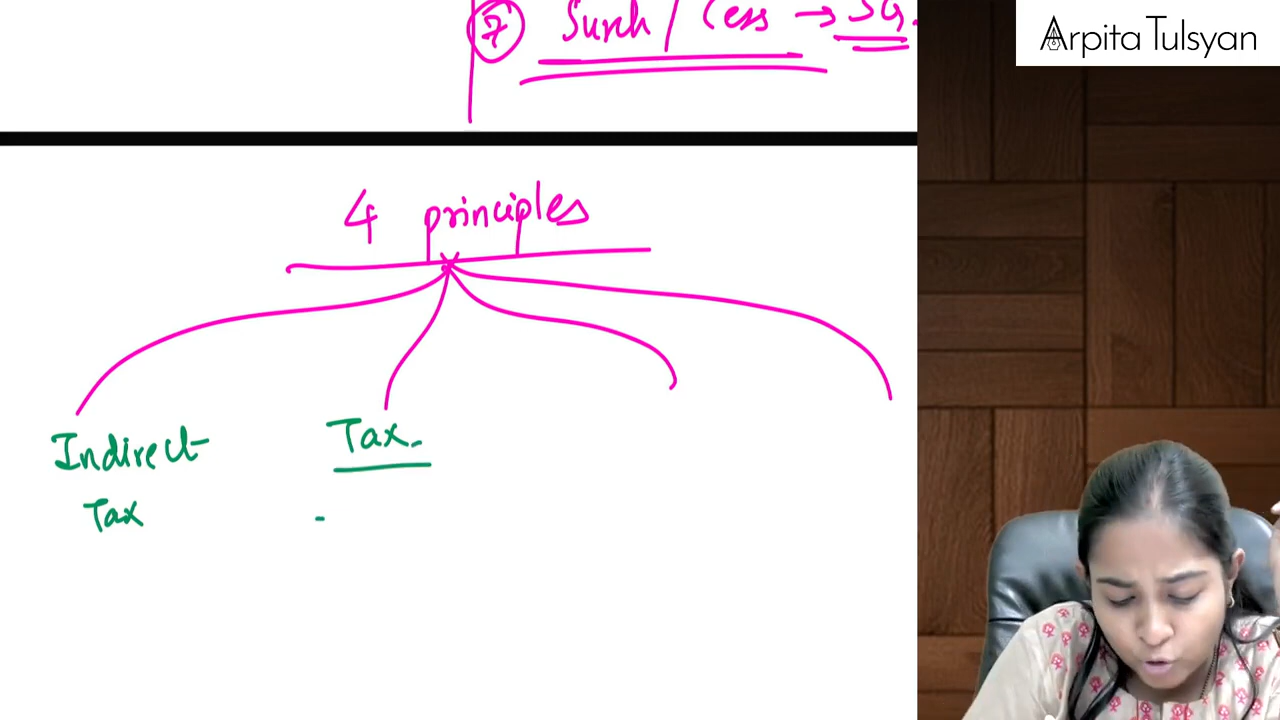 Arpita Tulsyan
7 Surch / Cess →
4 principles
Indirect Tax
Tax.
-